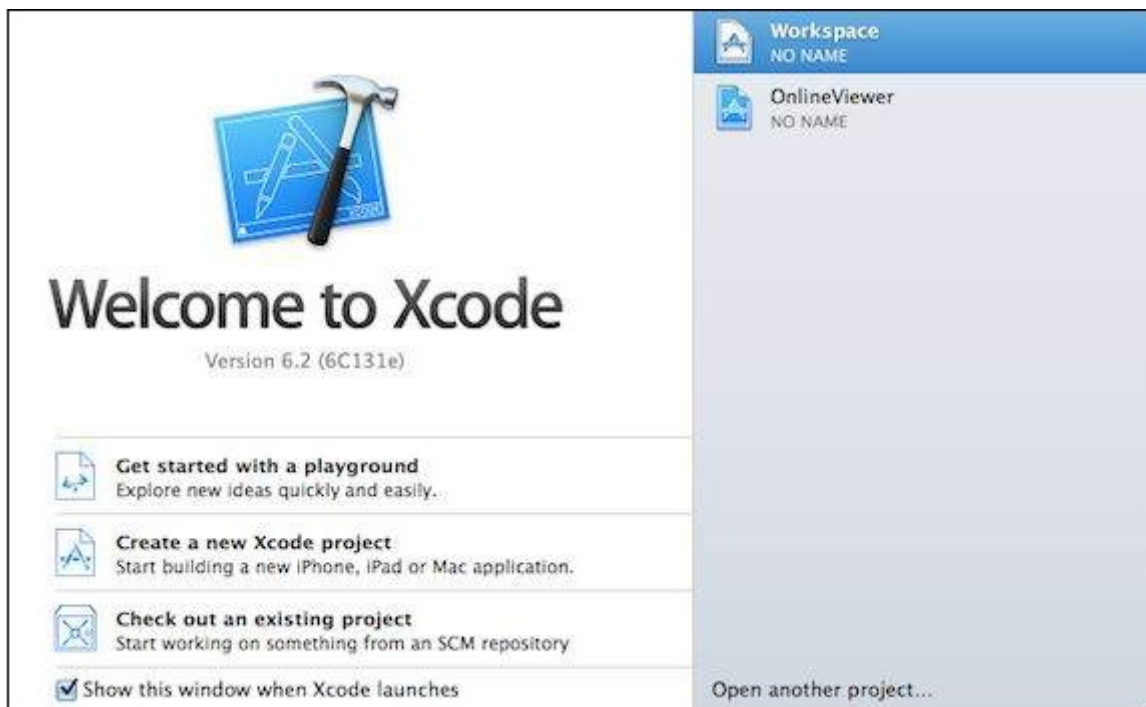 Welcome to Xcode
Version 6.2 (6C131e)
Get started with a playground
Explore new ideas quickly and easily.
Create a new Xcode project
Start building a new iPhone, iPad or Mac application.
Check out an existing project
Start working on something from an SCM repository
Show this window when Xcode launches
Workspace
NO NAME
OnlineViewer
NO NAME
Open another project...